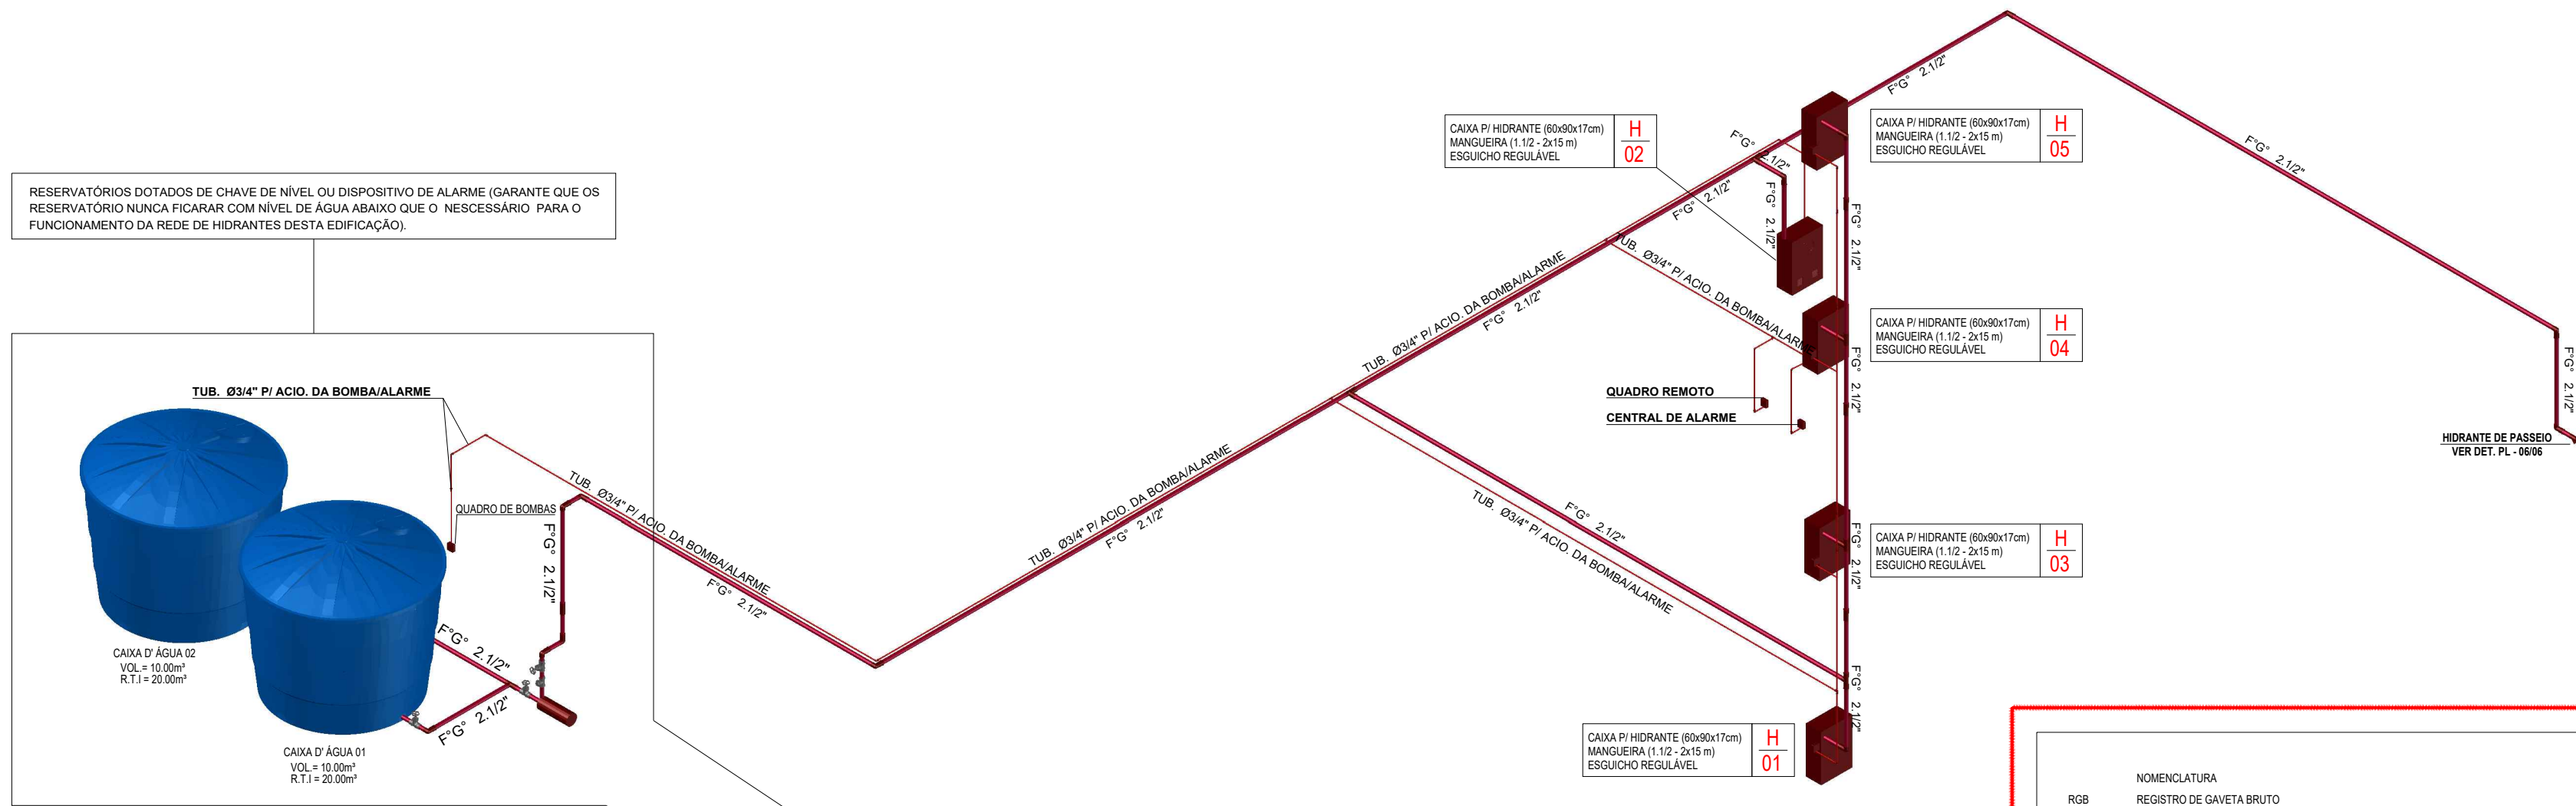 RESERVATÓRIOS DOTADOS DE CHAVE DE NÍVEL OU DISPOSITIVO DE ALARME (GARANTE QUE OS
RESERVATÓRIO NUNCA FICARAR COM NÍVEL DE ÁGUA ABAIXO QUE O NESCESSÁRIO PARA O
FUNCIONAMENTO DA REDE DE HIDRANTES DESTA EDIFICAÇÃO).
TUB. Ø3/4" P/ ACIO. DA BOMBA/ALARME
QUADRO DE BOMBAS
F°G° 2.1/2"
TUB. Ø3/4" P/ ACIO. DA BOMBA/ALARME
F°G° 2.1/2"
F°G° 2.1/2"
F°G° 2.1/2"
CAIXA D' ÁGUA 02
VOL.= 10.00m³
R.T.I = 20.00m³
CAIXA D' ÁGUA 01
VOL.= 10.00m³
R.T.I = 20.00m³
TUB. Ø3/4" P/ ACIO. DA BOMBA/ALARME
F°G° 2.1/2"
TUB. Ø3/4" P/ ACIO. DA BOMBA/ALARME
F°G° 2.1/2"
F°G° 2.1/2"
TUB. Ø3/4" P/ ACIO. DA BOMBA/ALARME
F°G° 2.1/2"
TUB. Ø3/4" P/ ACIO. DA BOMBA/ALARME
CAIXA P/ HIDRANTE (60x90x17cm)
MANGUEIRA (1.1/2 - 2x15 m)
ESGUICHO REGULÁVEL
H
02
F°G° 2.1/2"
F°G° 2.1/2"
F°G° 2.1/2"
CAIXA P/ HIDRANTE (60x90x17cm)
MANGUEIRA (1.1/2 - 2x15 m)
ESGUICHO REGULÁVEL
H
05
F°G° 2.1/2"
F°G° 2.1/2"
CAIXA P/ HIDRANTE (60x90x17cm)
MANGUEIRA (1.1/2 - 2x15 m)
ESGUICHO REGULÁVEL
H
04
F°G° 2.1/2"
QUADRO REMOTO
CENTRAL DE ALARME
F°G° 2.1/2"
HIDRANTE DE PASSEIO
VER DET. PL - 06/06
CAIXA P/ HIDRANTE (60x90x17cm)
MANGUEIRA (1.1/2 - 2x15 m)
ESGUICHO REGULÁVEL
H
03
F°G° 2.1/2"
F°G° 2.1/2"
CAIXA P/ HIDRANTE (60x90x17cm)
MANGUEIRA (1.1/2 - 2x15 m)
ESGUICHO REGULÁVEL
H
01
NOMENCLATURA
RGB REGISTRO DE GAVETA BRUTO